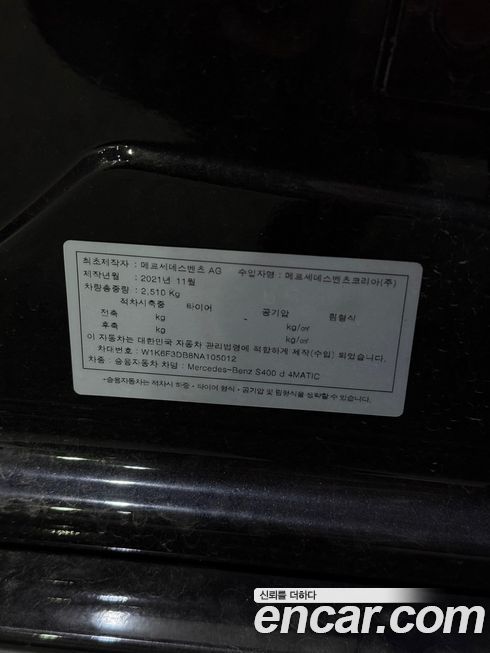 최초제작자 : 메르세데스벤츠 AG 수입자명 : 메르세데스벤츠코리아(주)
제작년월 : 2021년 11월
차량총중량 : 2,510 Kg
적차시축중 타이어 공기압 림형식
전축 kg - kg/㎠ -
후축 kg - kg/㎠ -
이 자동차는 대한민국 자동차 관리법령에 적합하게 제작(수입) 되었습니다.
차대번호 : W1K6F3DB8NA105012
차종 : 승용자동차 차명 : Mercedes-Benz S400 d 4MATIC
-승용자동차는 적차시 하중·타이어 형식·공기압 및 림형식을 생략할 수 있습니다.
신뢰를 더하다
encar.com